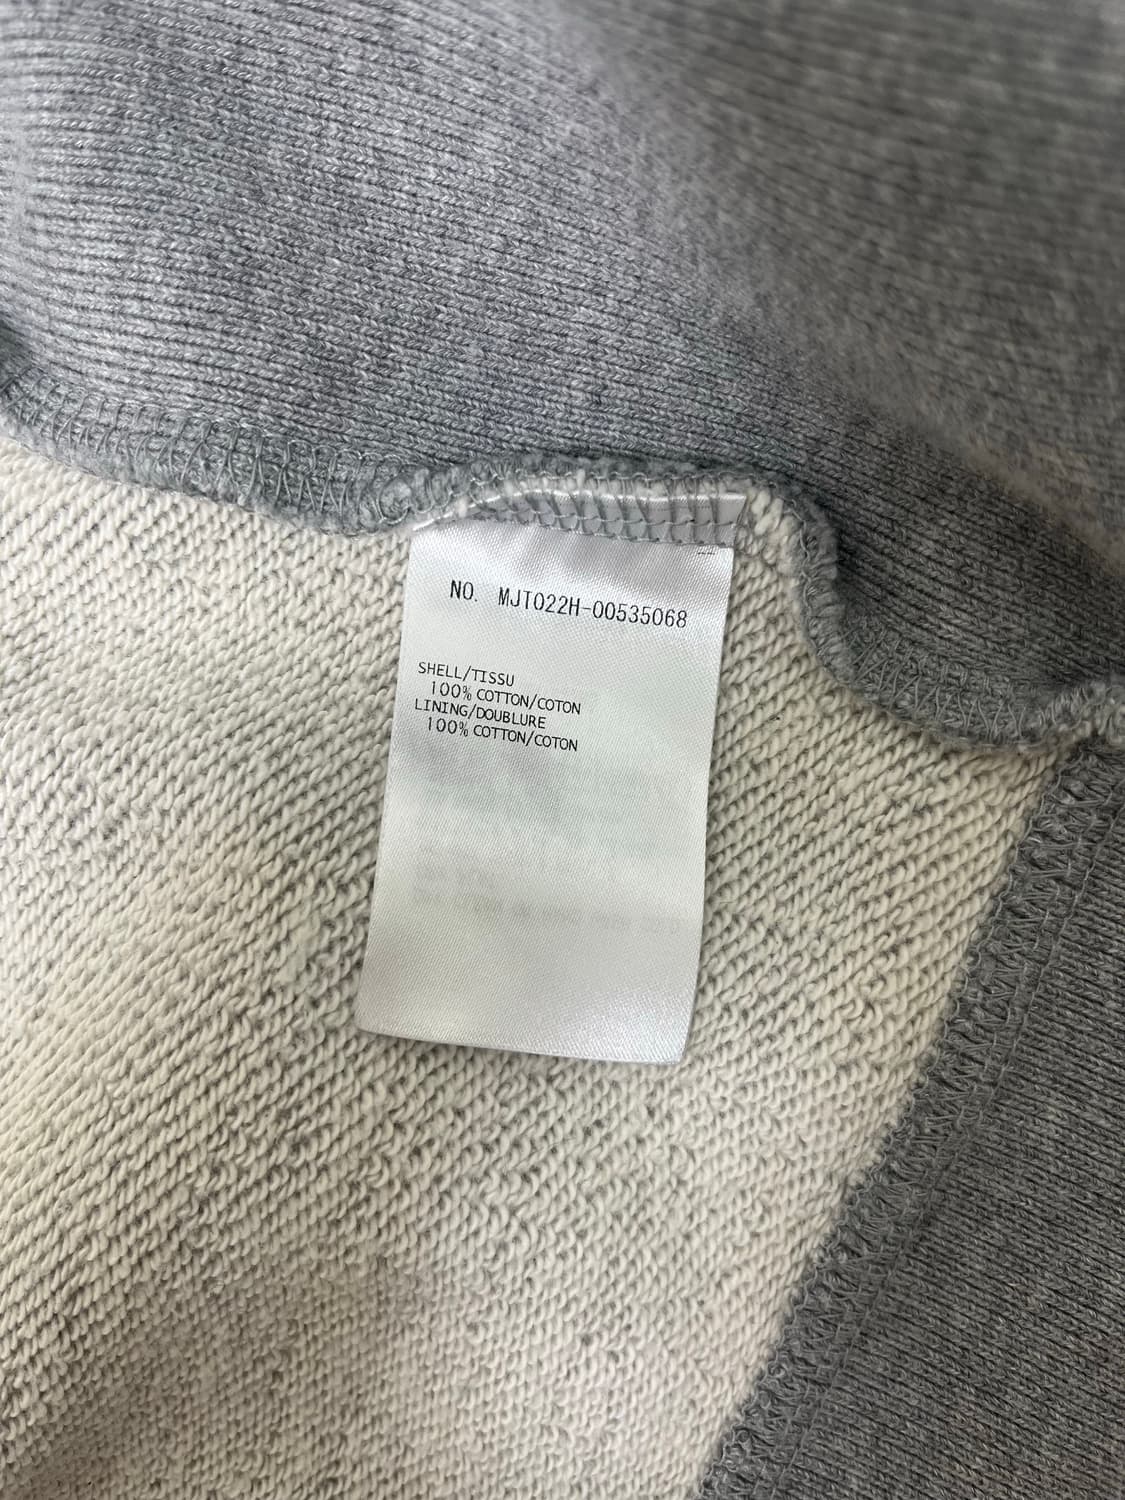 NO. MJT022H-00535068
SHELL/TISSU
100% COTTON/COTON
LINING/DOUBLURE
100% COTTON/COTON